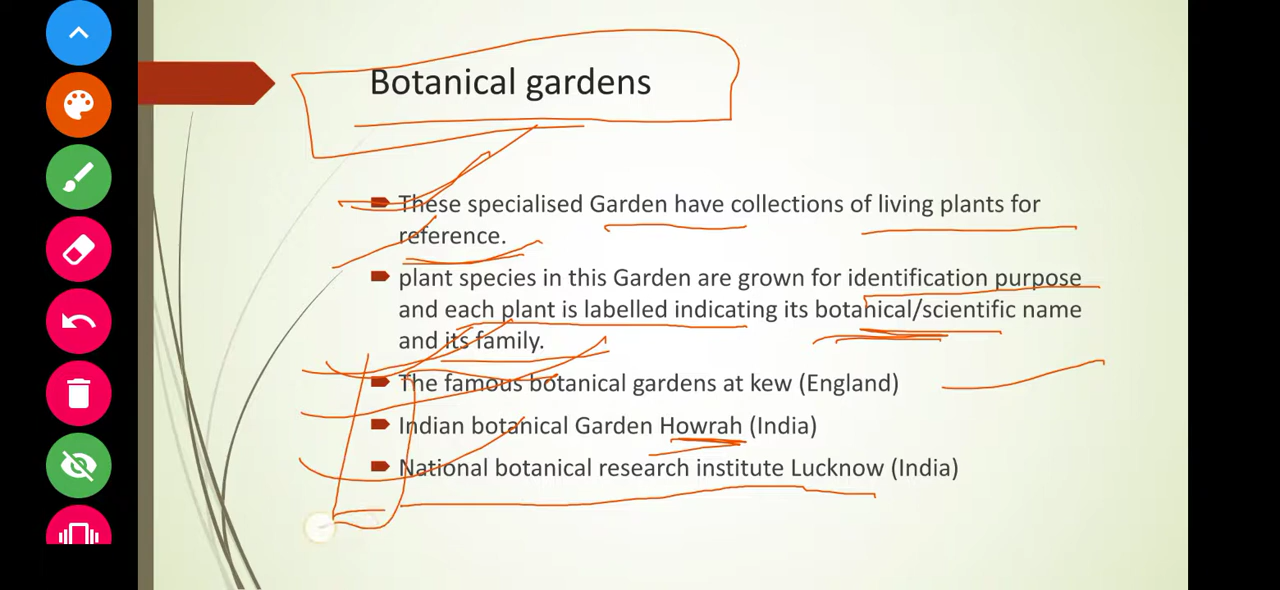 Botanical gardens
These specialised Garden have collections of living plants for
reference.
plant species in this Garden are grown for identification purpose
and each plant is labelled indicating its botanical/scientific name
and its family.
The famous botanical gardens at kew (England)
Indian botanical Garden Howrah (India)
National botanical research institute Lucknow (India)